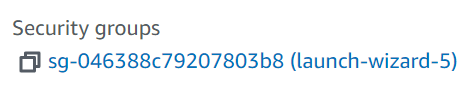 Security groups
sg-046388c79207803b8 (launch-wizard-5)